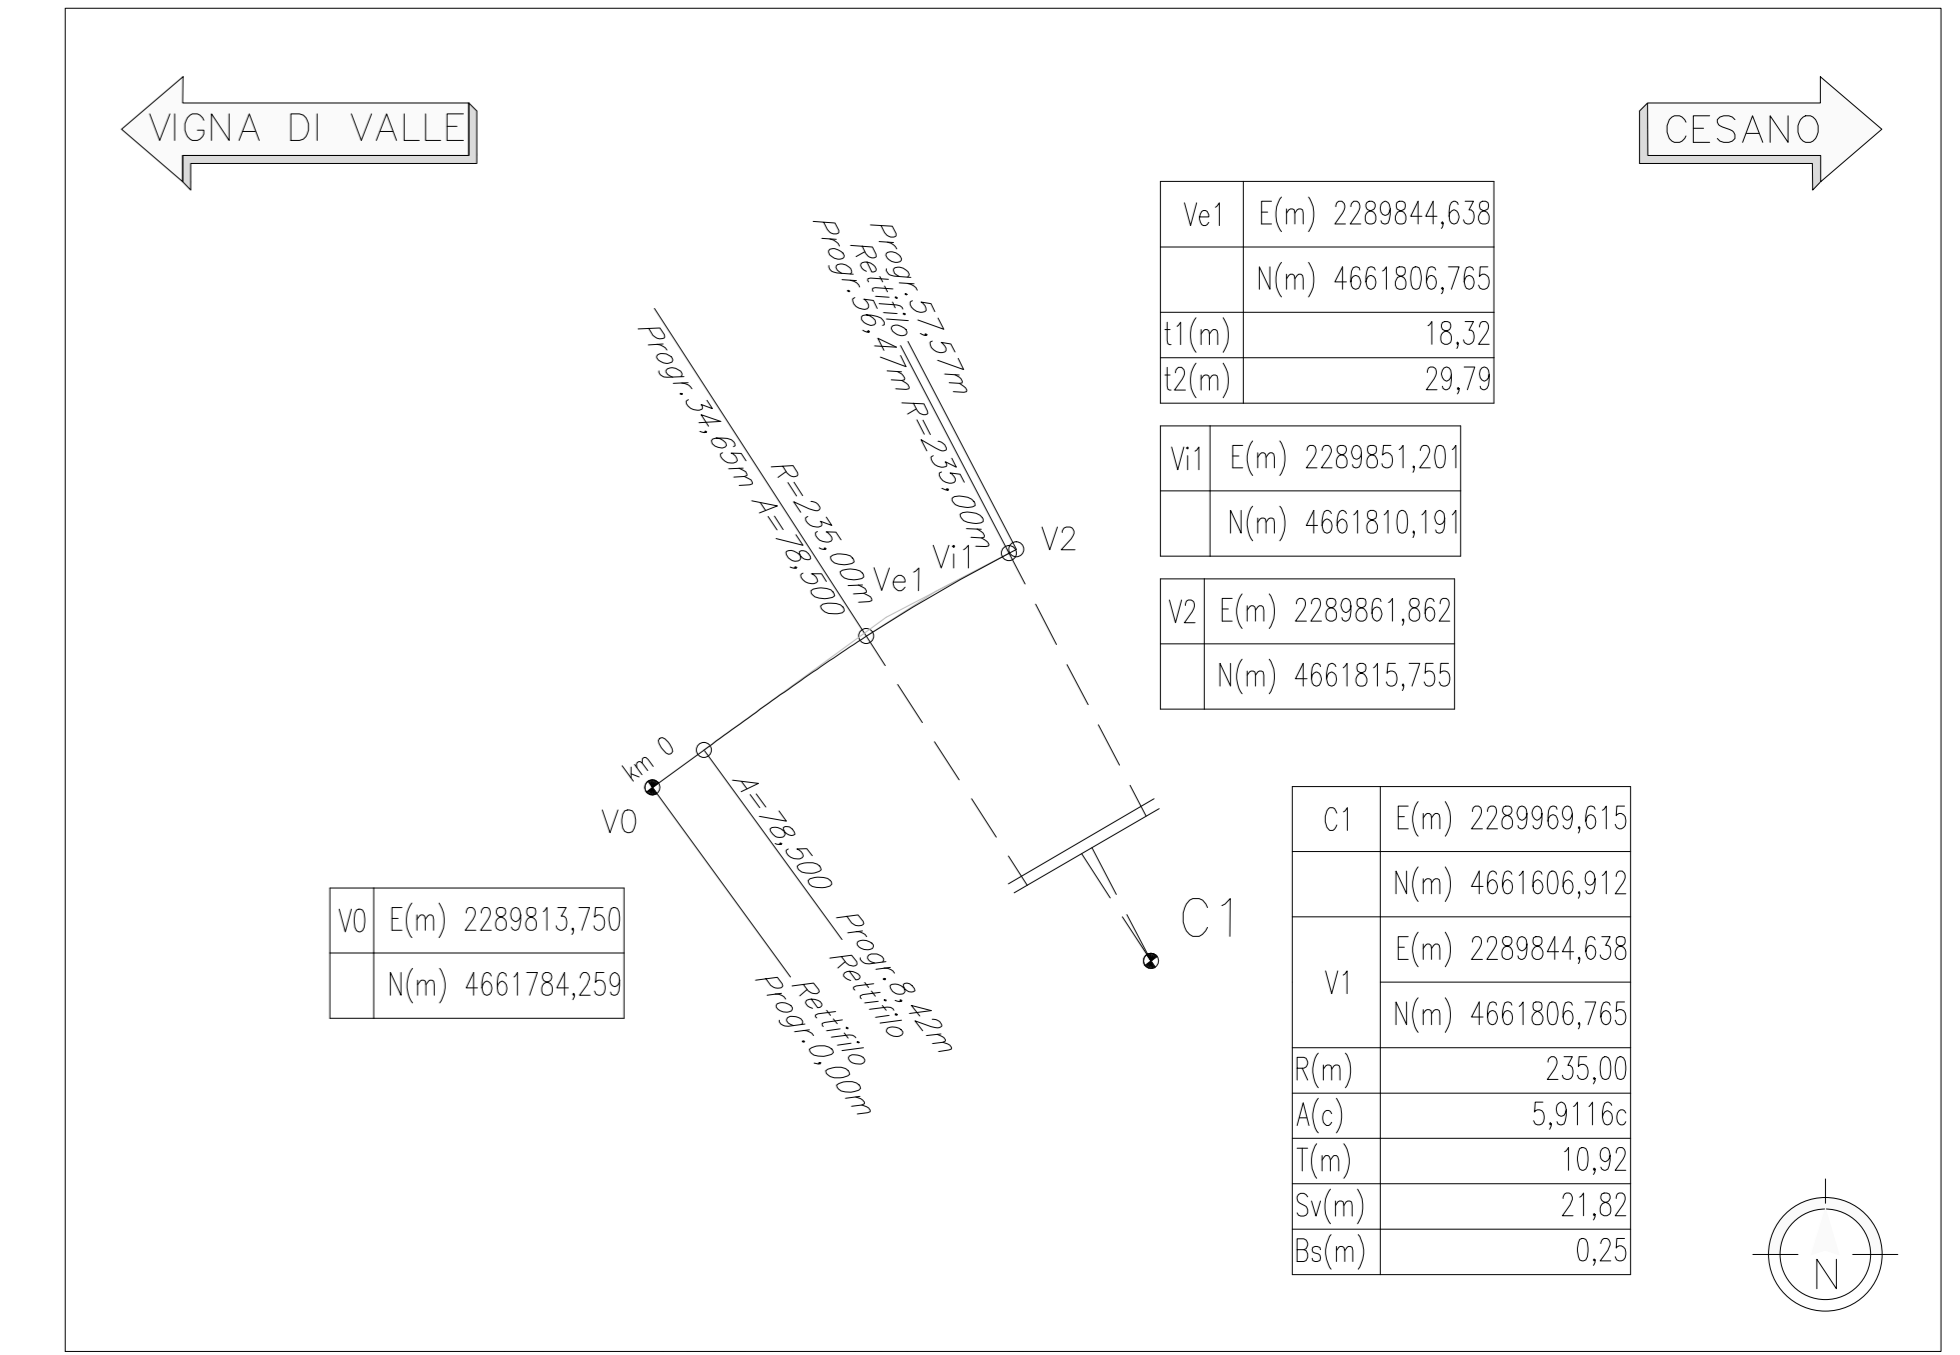 VIGNA DI VALLE
CESANO
Progr.57,57m
Rettifilo
Progr.56,47m R=235,00m
Progr.34,65m A=78,500
R=235,00m
Ve1
Vi1
V2
km 0
V0
A=78,500 Progr.8,42m
Rettifilo
Rettifilo
Progr.0,00m
C1
Ve1 E(m) 2289844,638
N(m) 4661806,765
t1(m) 18,32
t2(m) 29,79
Vi1 E(m) 2289851,201
N(m) 4661810,191
V2 E(m) 2289861,862
N(m) 4661815,755
V0 E(m) 2289813,750
N(m) 4661784,259
C1 E(m) 2289969,615
N(m) 4661606,912
V1 E(m) 2289844,638
N(m) 4661806,765
R(m) 235,00
A(c) 5,9116c
T(m) 10,92
Sv(m) 21,82
Bs(m) 0,25
N